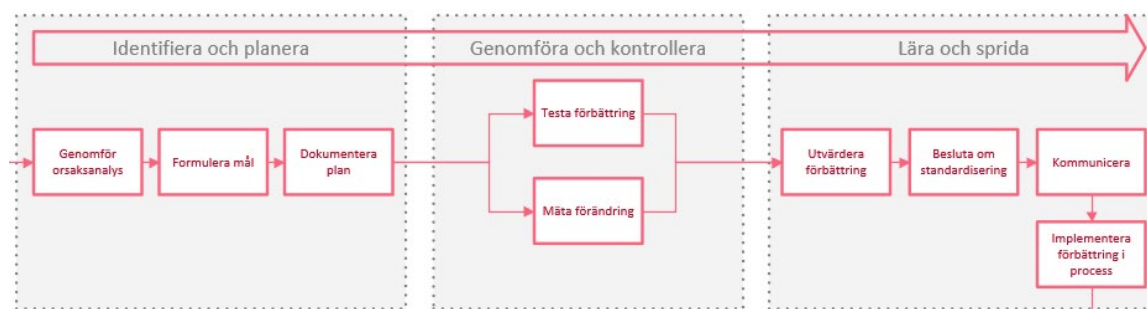 Identifiera och planera
Genomföra och kontrollera
Lära och sprida
Genomför
orsaksanalys
Formulera mål
Dokumentera
plan
Testa förbättring
Mäta förändring
Utvärdera
förbättring
Besluta om
standardisering
Kommunicera
Implementera
förbättring i
process